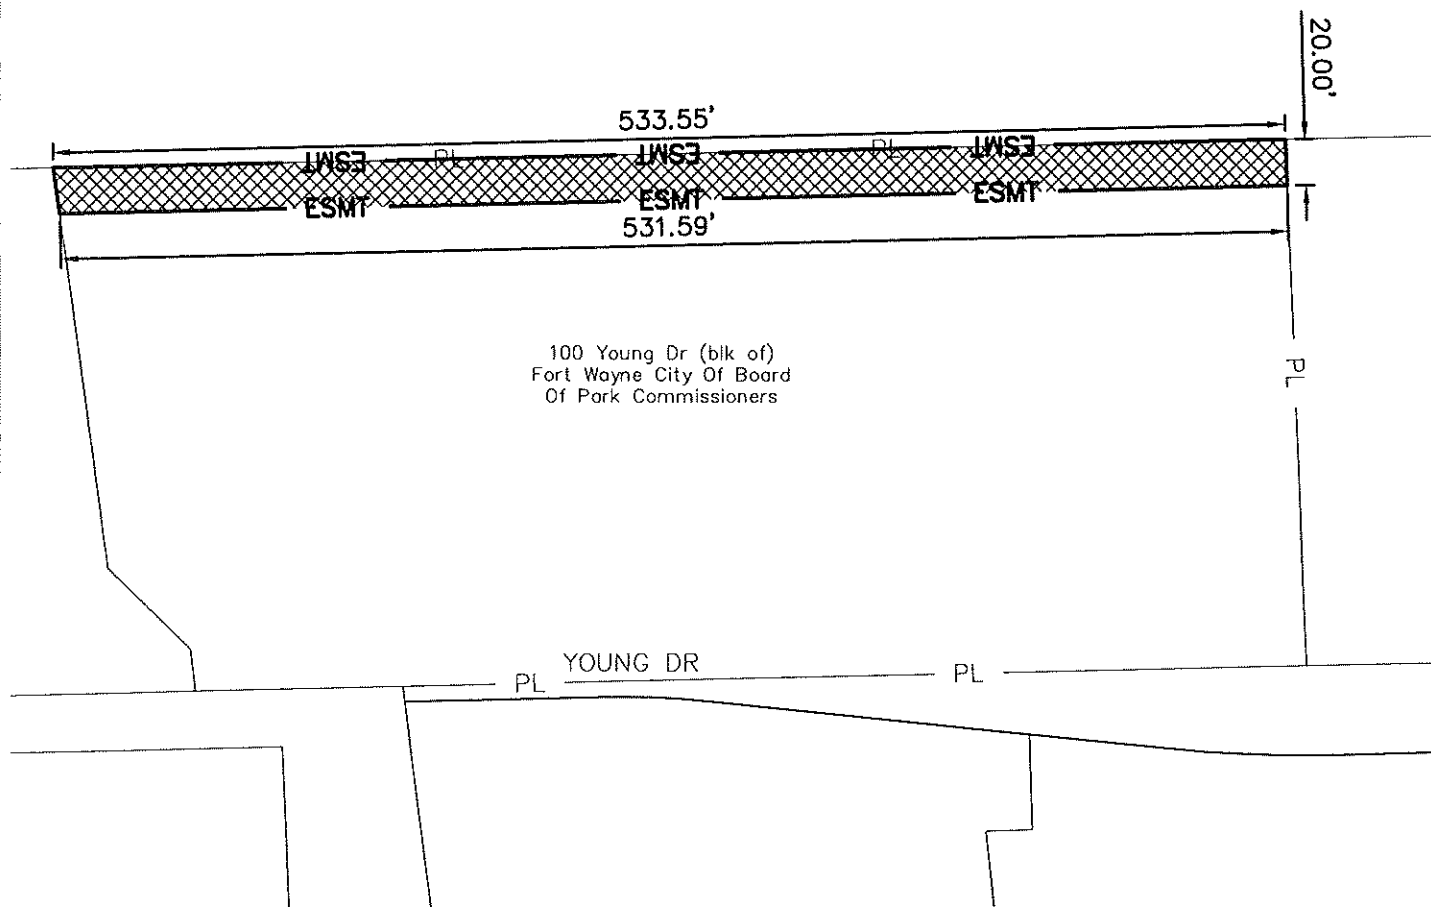 20.00'
533.55'
ESMT
PL
ESMT
PL
ESMT
ESMT
ESMT
ESMT
531.59'
100 Young Dr (blk of)
Fort Wayne City Of Board
Of Park Commissioners
PL
YOUNG DR
PL
PL